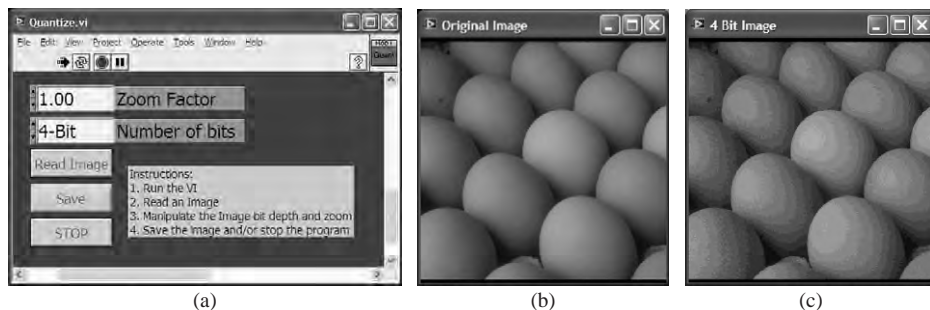 Quantize.vi
File Edit View Project Operate Tools Window Help
1.00 Zoom Factor
4-Bit Number of bits
Read Image
Save
STOP
Instructions:
1. Run the VI
2. Read an Image
3. Manipulate the Image bit depth and zoom
4. Save the image and/or stop the program
(a)
Original Image
(b)
4 Bit Image
(c)